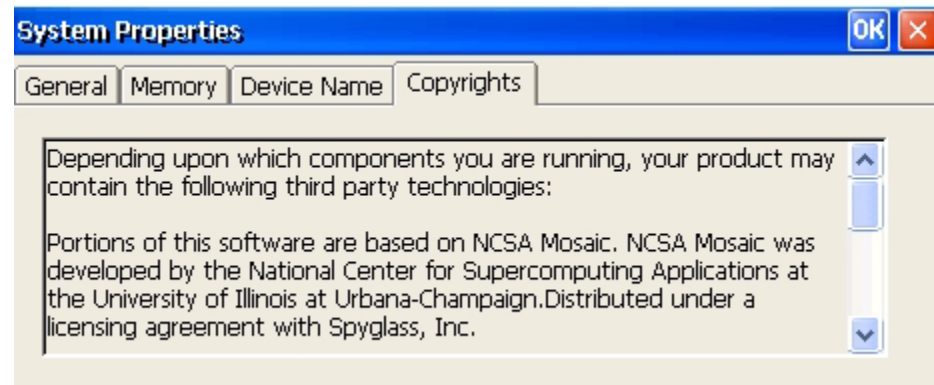 System Properties
OK
General Memory Device Name Copyrights
Depending upon which components you are running, your product may
contain the following third party technologies:
Portions of this software are based on NCSA Mosaic. NCSA Mosaic was
developed by the National Center for Supercomputing Applications at
the University of Illinois at Urbana-Champaign.Distributed under a
licensing agreement with Spyglass, Inc.